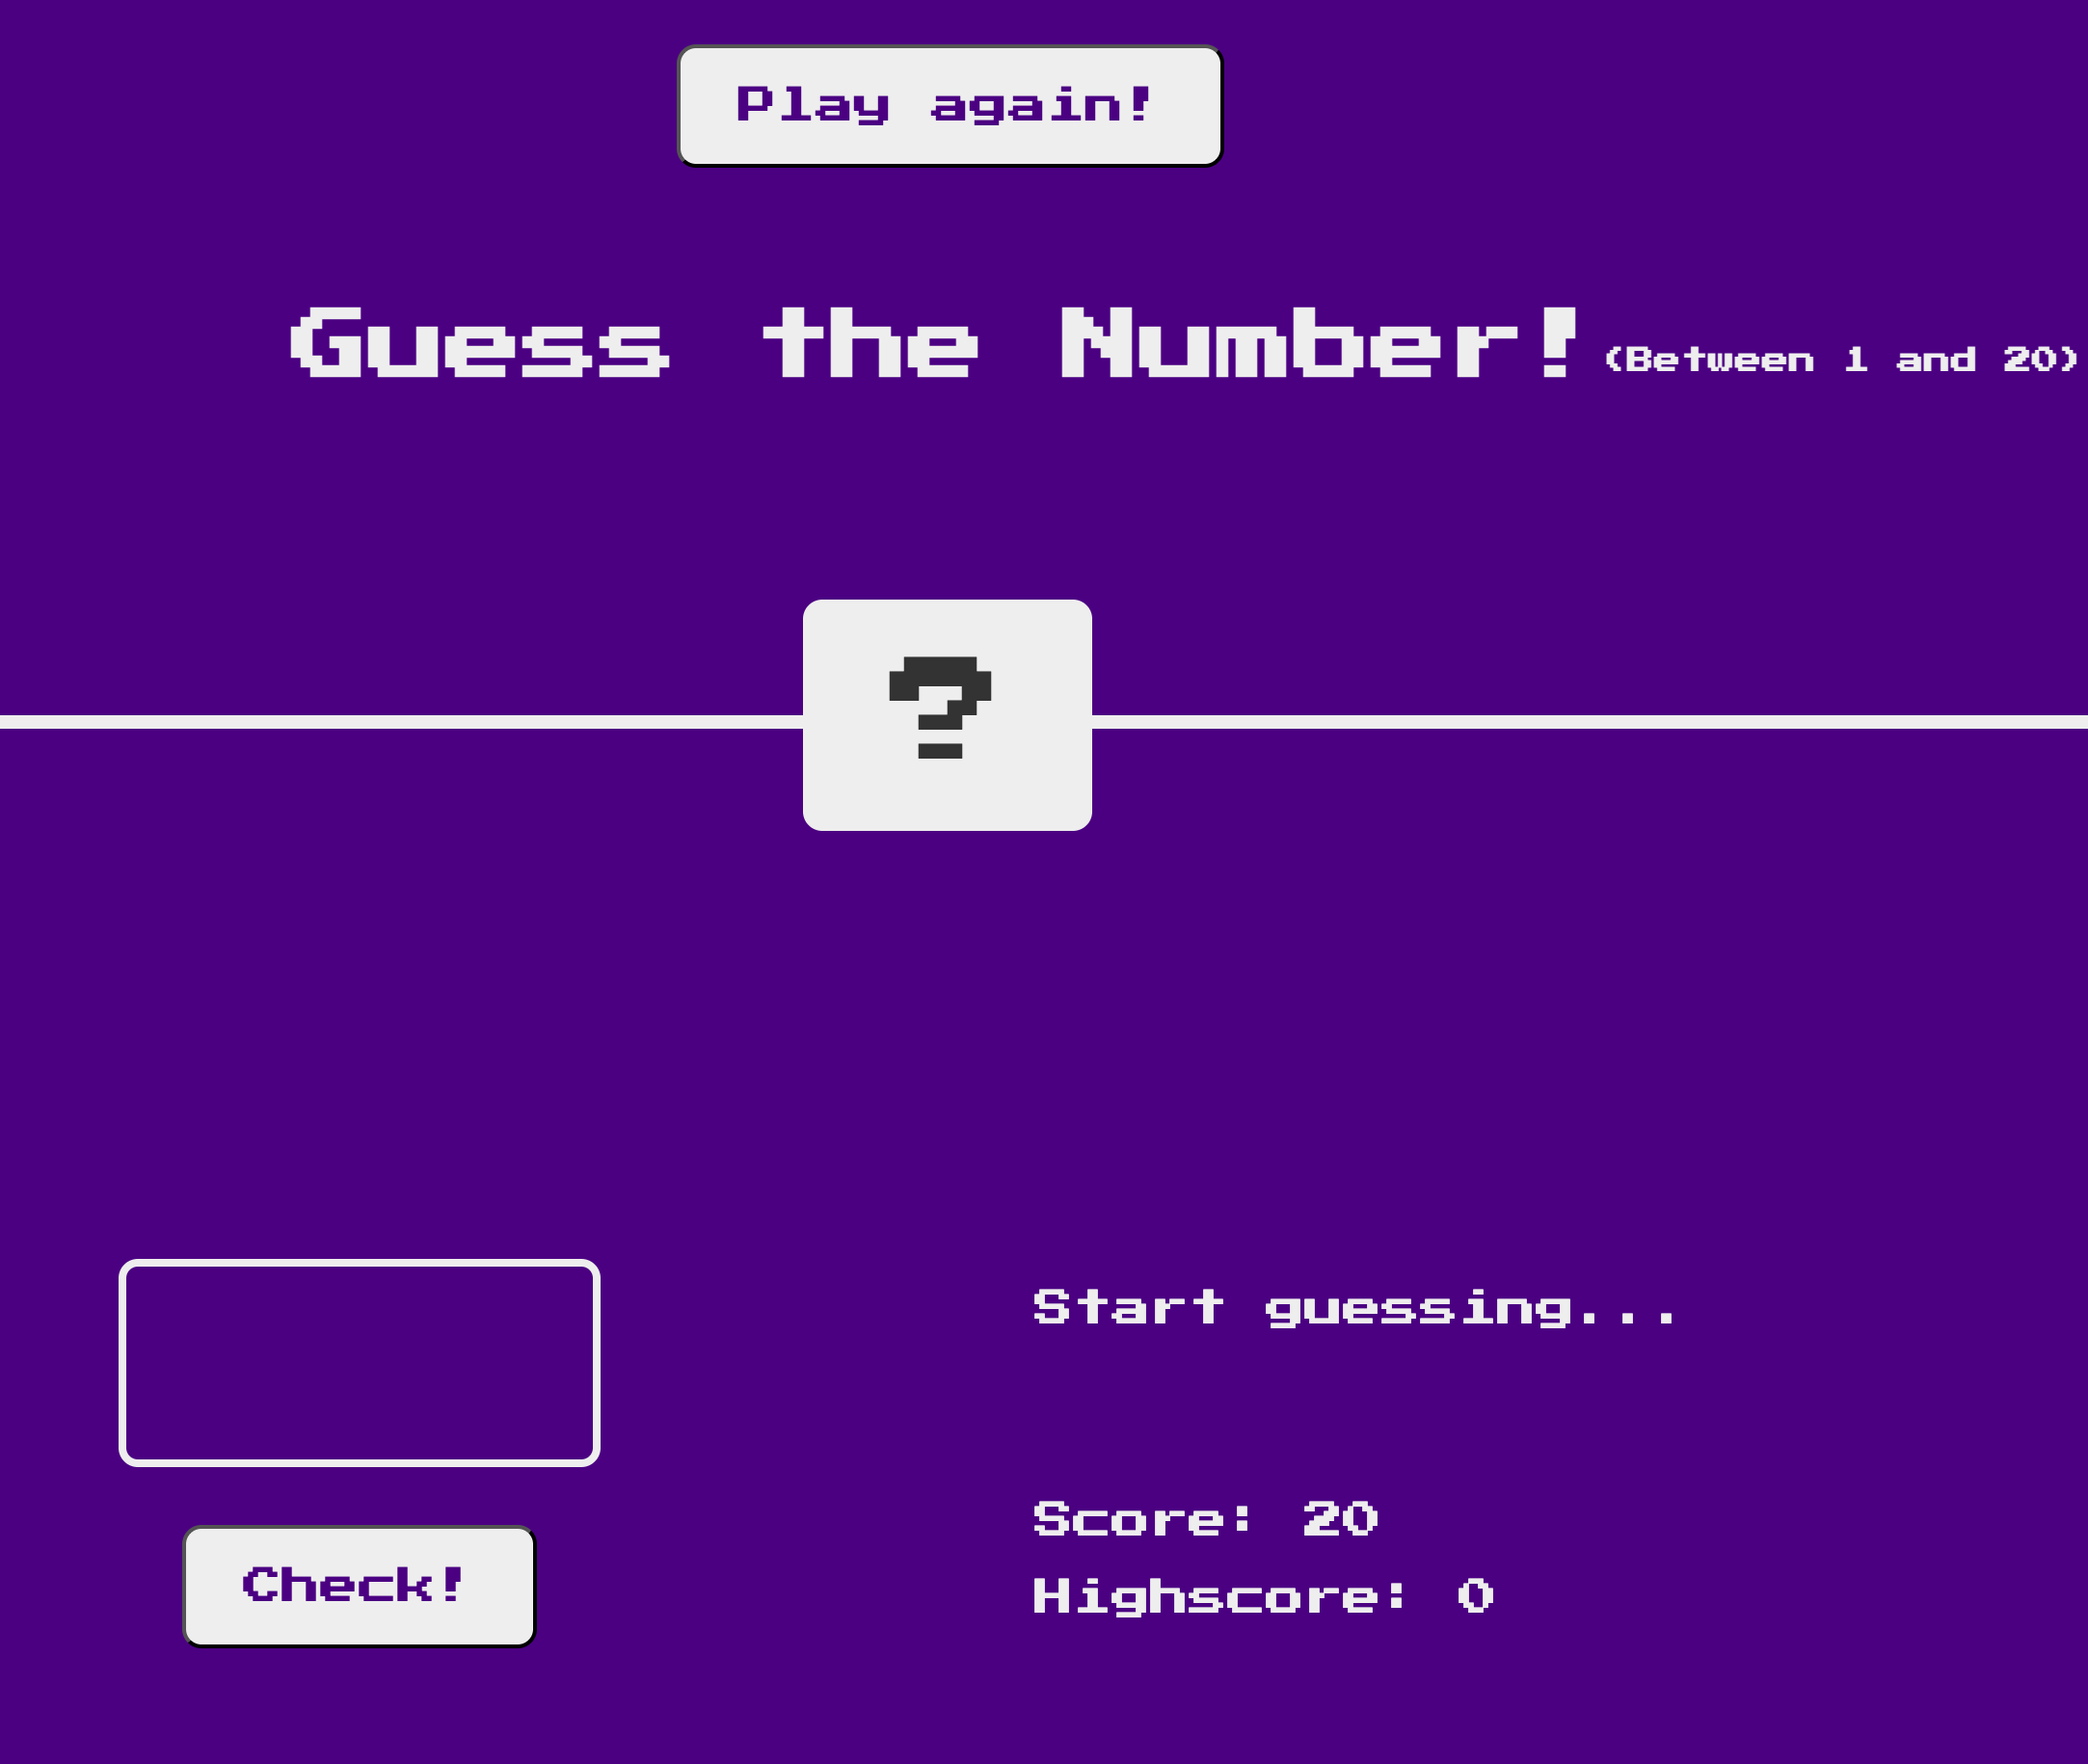 Play again!
Guess the Number! (Between 1 and 20)
?
Start guessing...
Score: 20
Check!
Highscore: 0